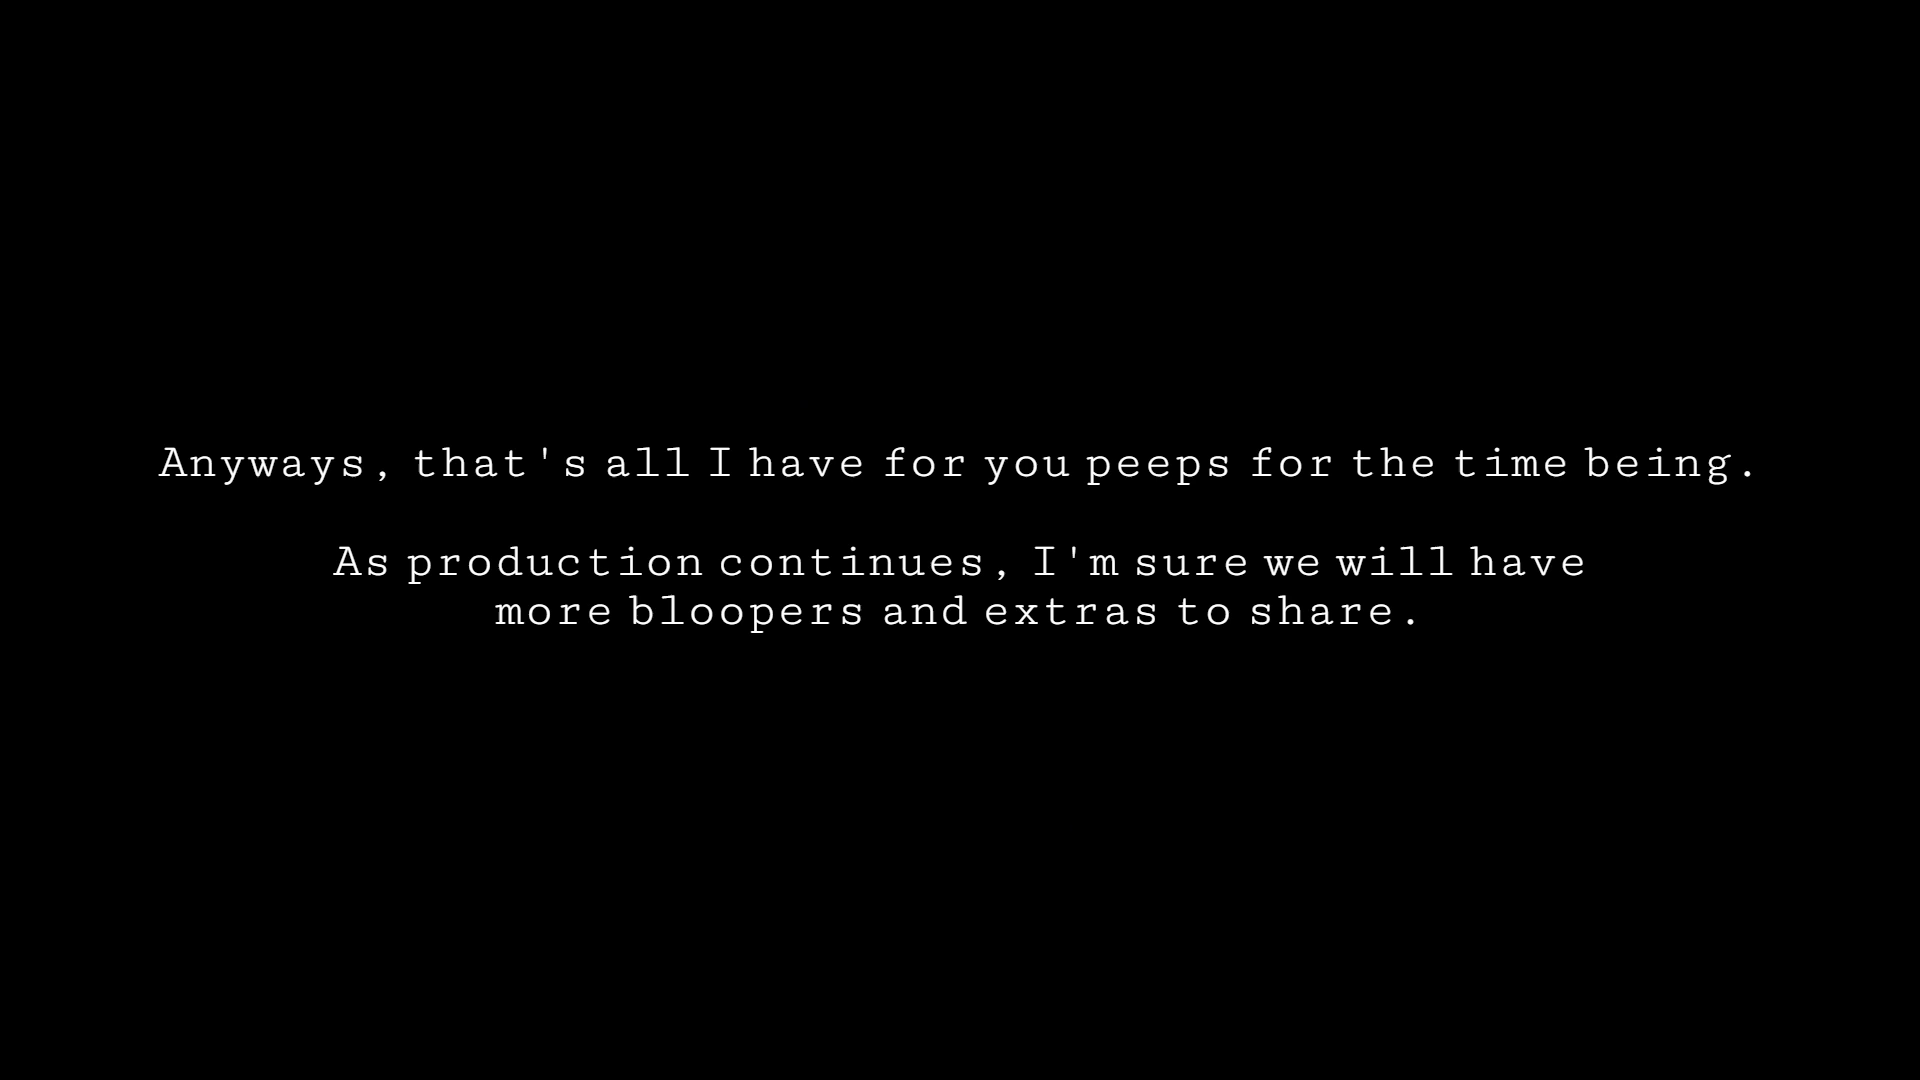 Anyways, that's all I have for you peeps for the time being.
As production continues, I'm sure we will have
more bloopers and extras to share.